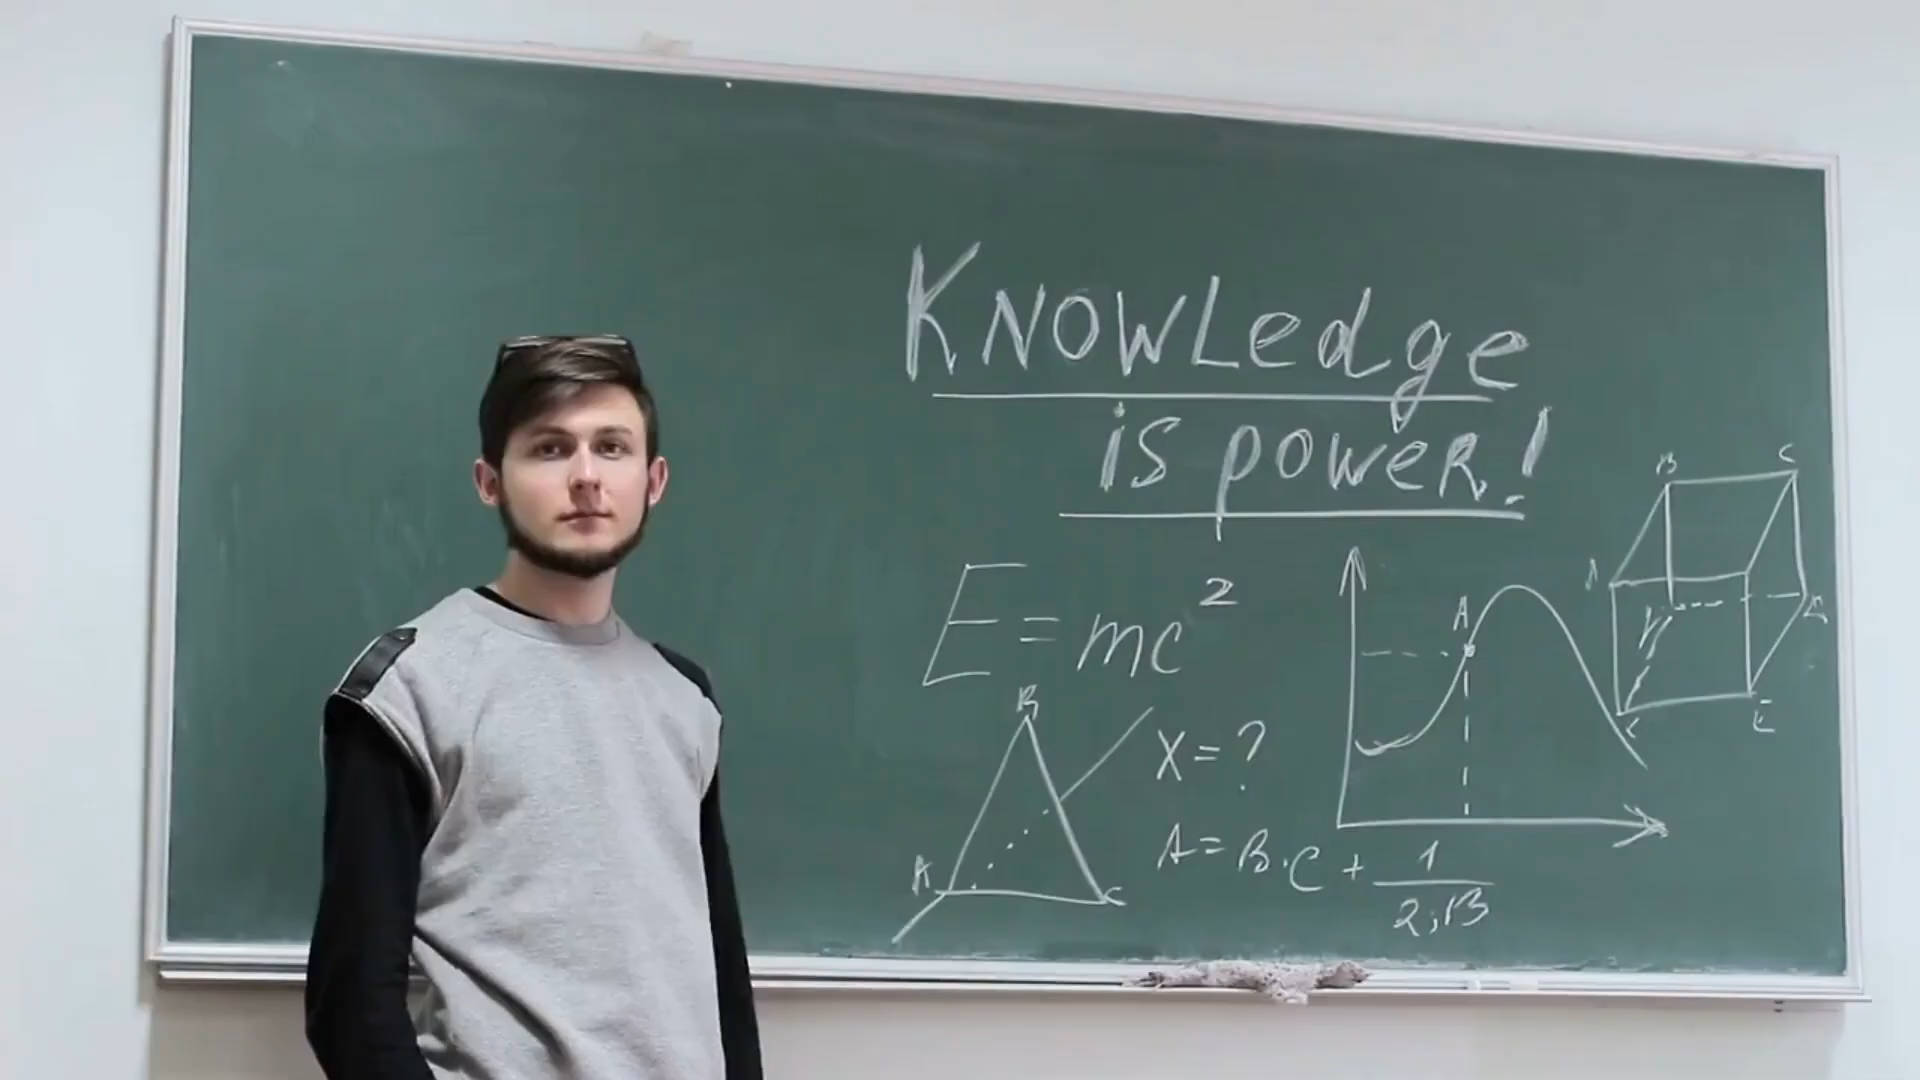 Knowledge
is power!
E = mc²
B
X = ?
A
C
A = B·C + 1
2,13
A
B
C
E